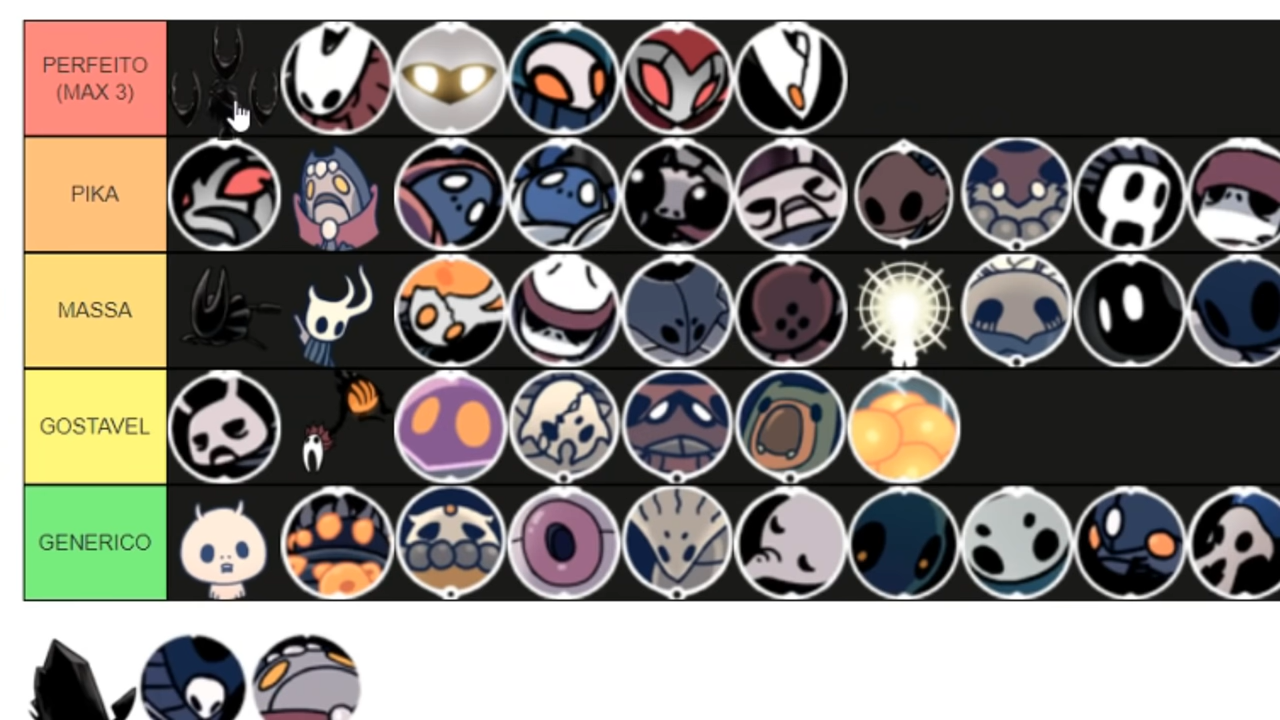 PERFEITO
(MAX 3)
PIKA
MASSA
GOSTAVEL
GENERICO